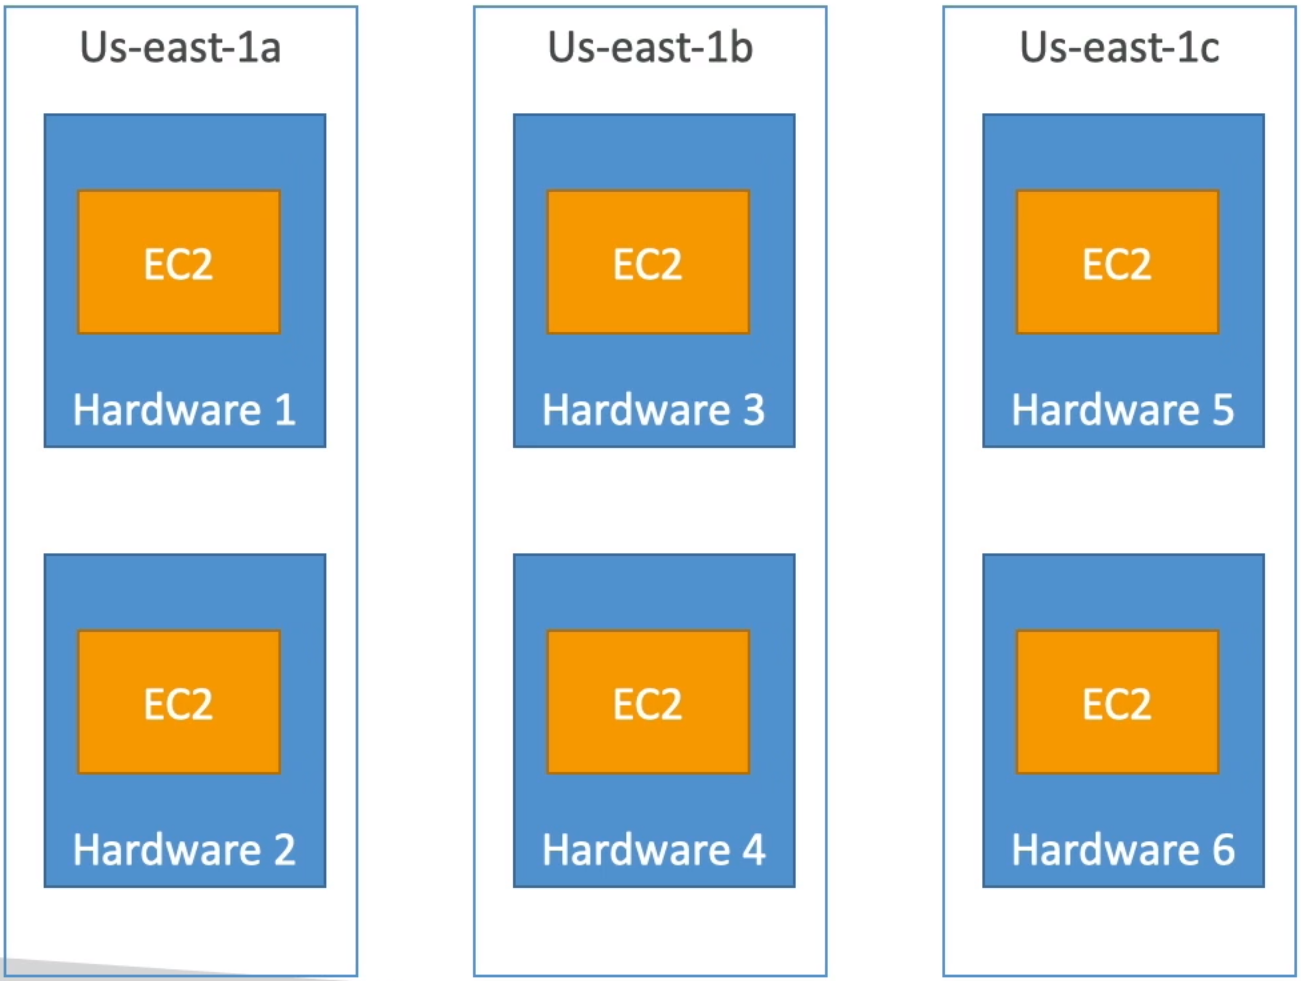 Us-east-1a
EC2
Hardware 1
EC2
Hardware 2
Us-east-1b
EC2
Hardware 3
EC2
Hardware 4
Us-east-1c
EC2
Hardware 5
EC2
Hardware 6